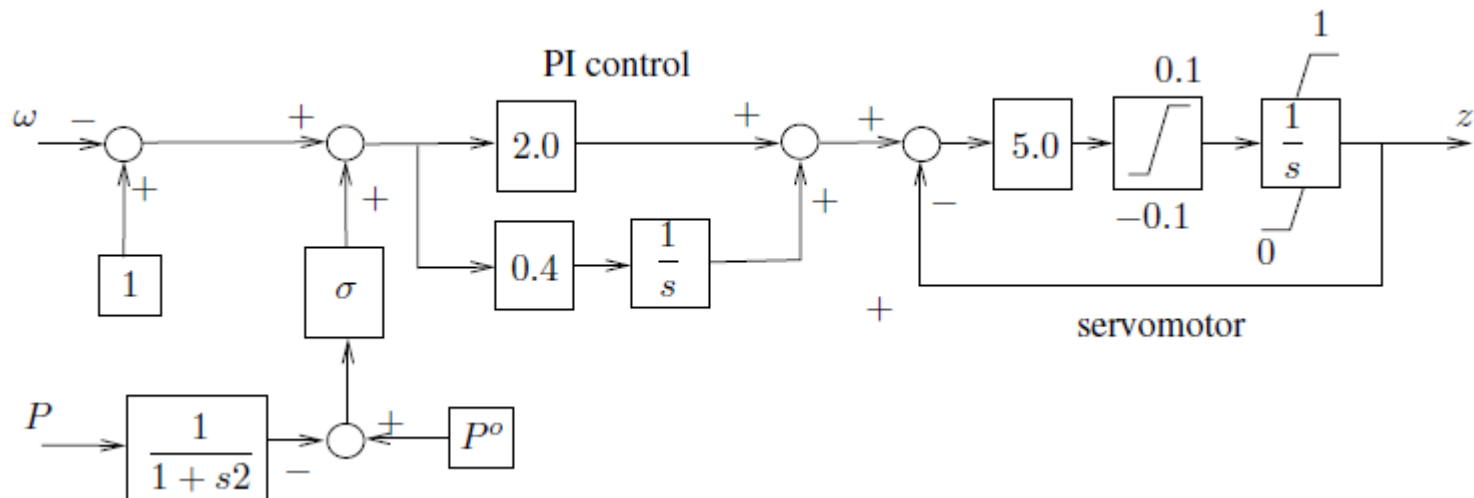 1
PI control
0.1
ω − + + 2.0 + + 5.0 1/s z
+ + + − −0.1
1 σ 0.4 1/s 0
+ servomotor
P 1/(1 + s2) − + P^o